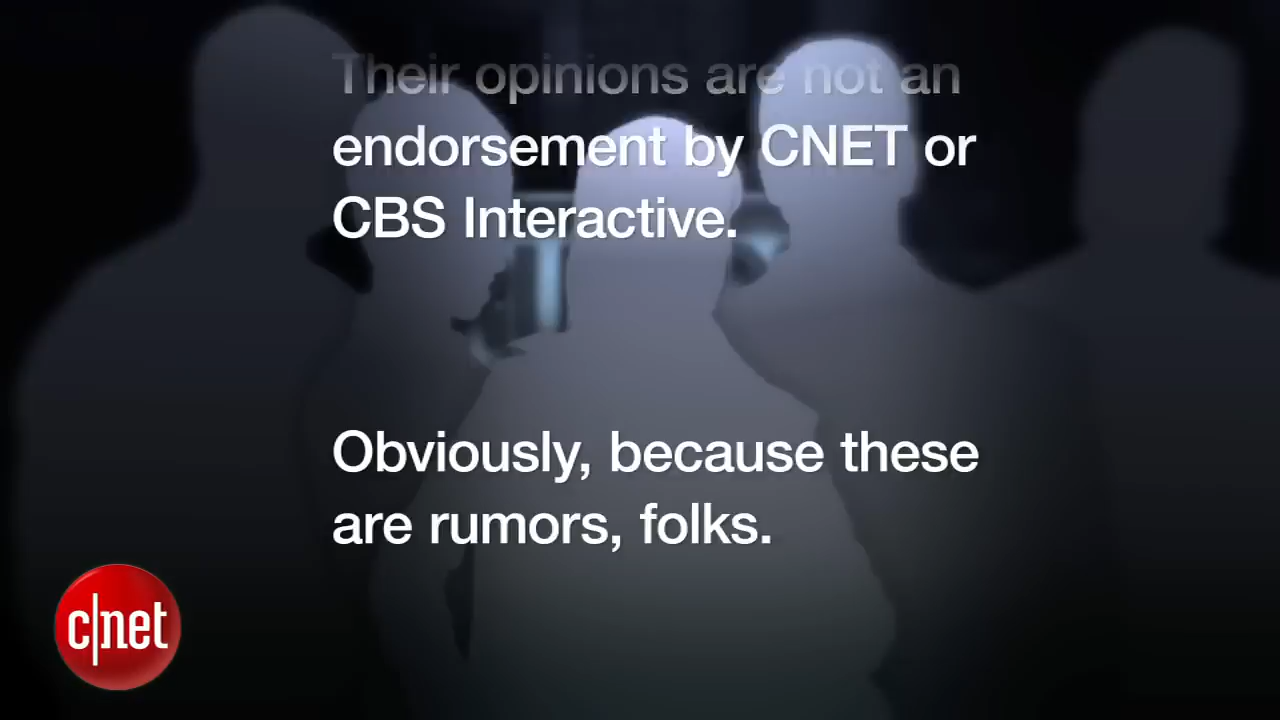 Their opinions are not an
endorsement by CNET or
CBS Interactive.
Obviously, because these
are rumors, folks.
c|net